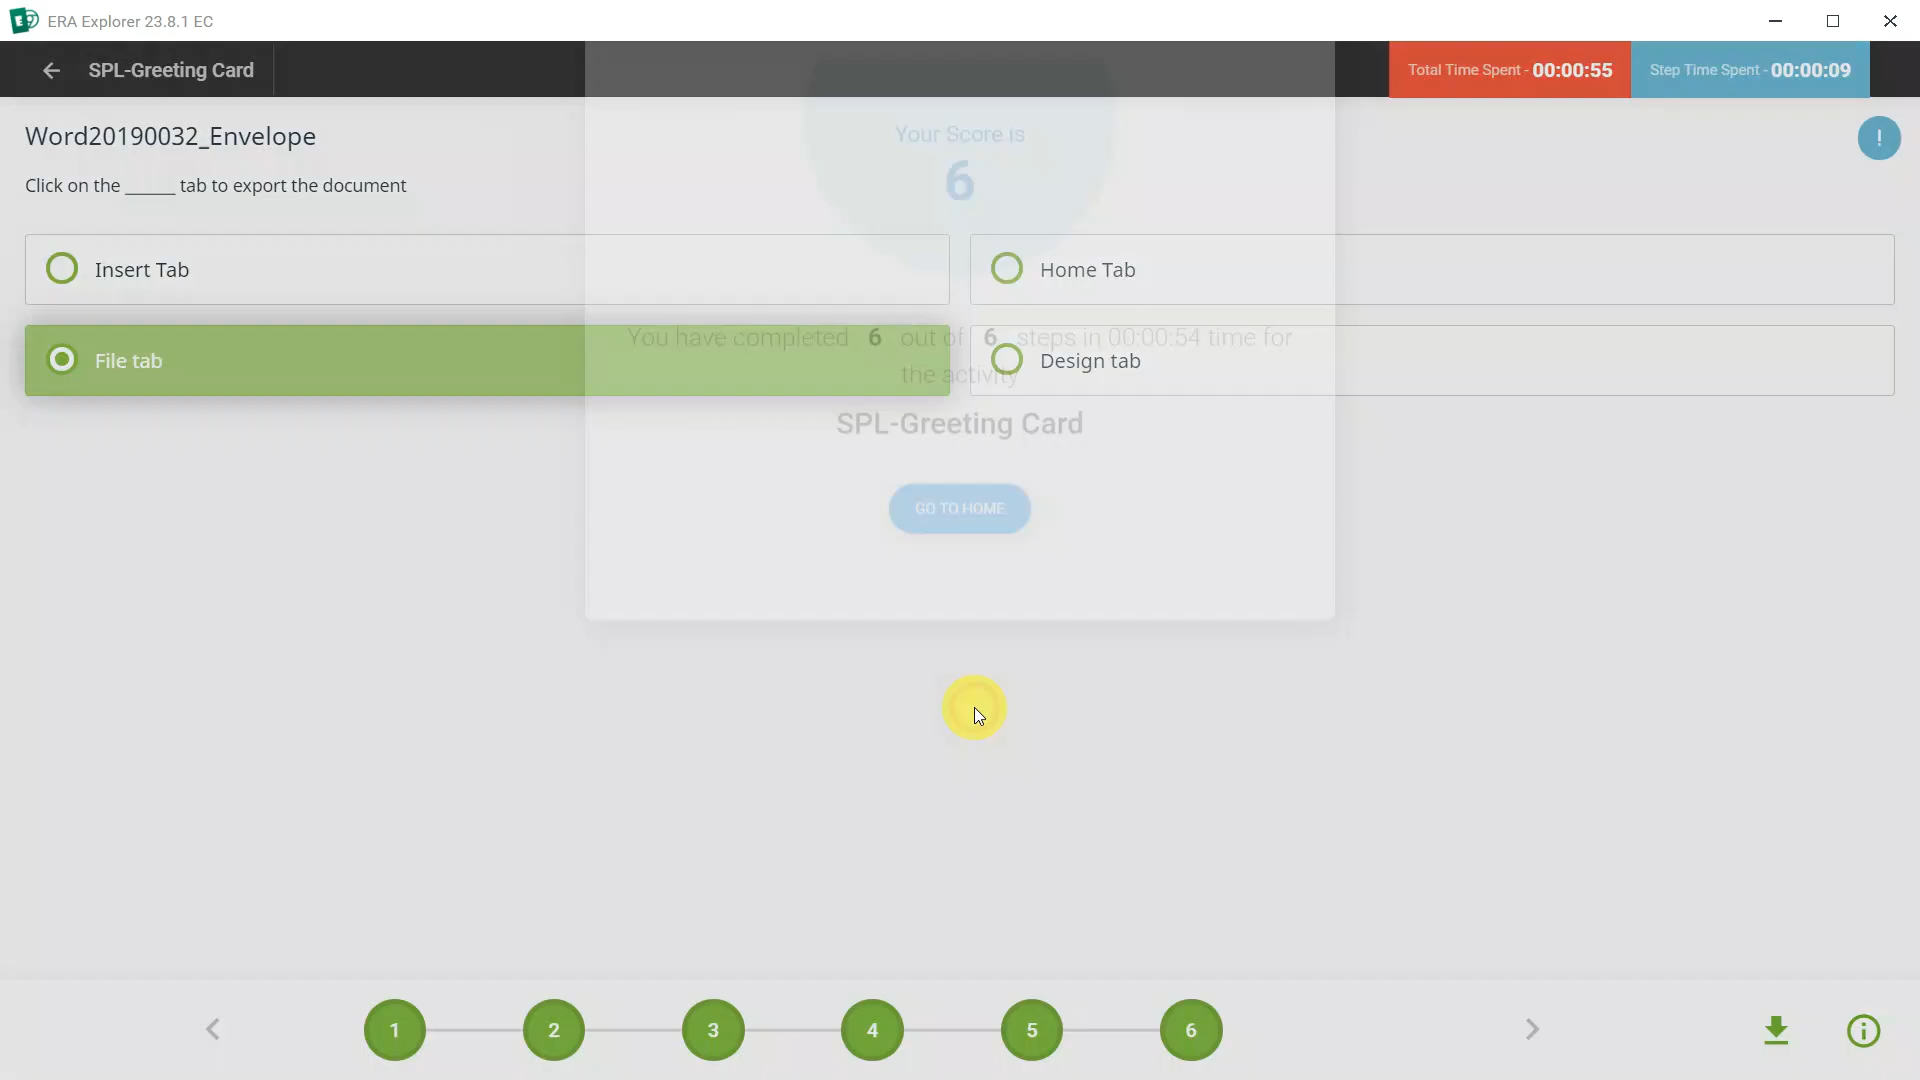 ERA Explorer 23.8.1 EC
SPL-Greeting Card
Total Time Spent - 00:00:55
Step Time Spent - 00:00:09
Word20190032_Envelope
!
Click on the ______ tab to export the document
Your Score is
6
Insert Tab
Home Tab
File tab
Design tab
You have completed 6 out of 6 steps in 00:00:54 time for
the activity
SPL-Greeting Card
GO TO HOME
1 2 3 4 5 6